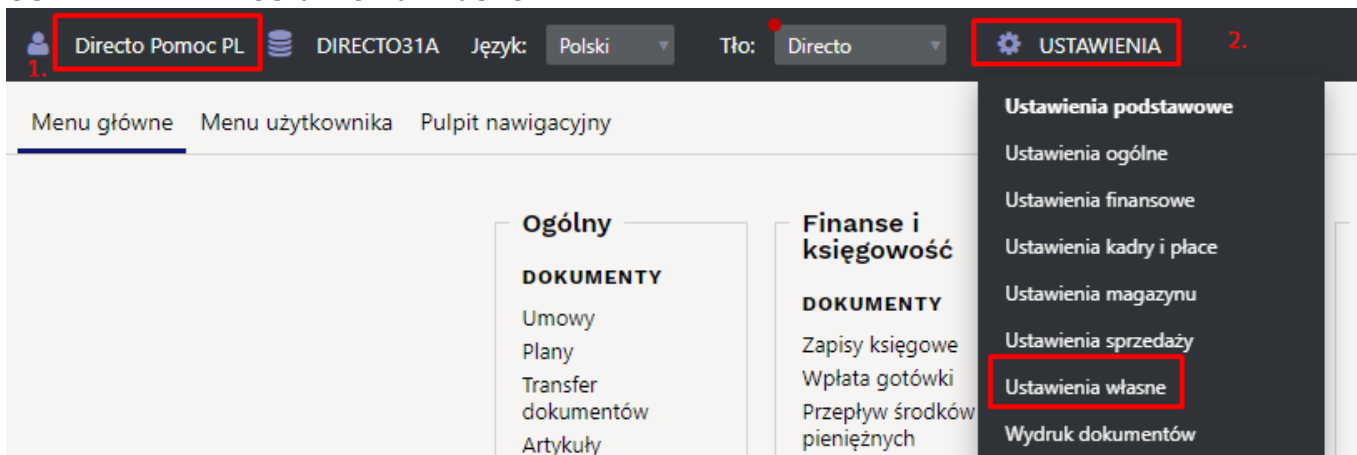 Directo Pomoc PL DIRECTO31A Język: Polski Tło: Directo USTAWIENIA 2.
1.
Menu główne Menu użytkownika Pulpit nawigacyjny
Ustawienia podstawowe
Ustawienia ogólne
Ustawienia finansowe
Ustawienia kadry i płace
Ustawienia magazynu
Ustawienia sprzedaży
Ustawienia własne
Wydruk dokumentów
Ogólny
DOKUMENTY
Umowy
Plany
Transfer
dokumentów
Artykuły
Finanse i
księgowość
DOKUMENTY
Zapisy księgowe
Wpłata gotówki
Przepływ środków
pieniężnych